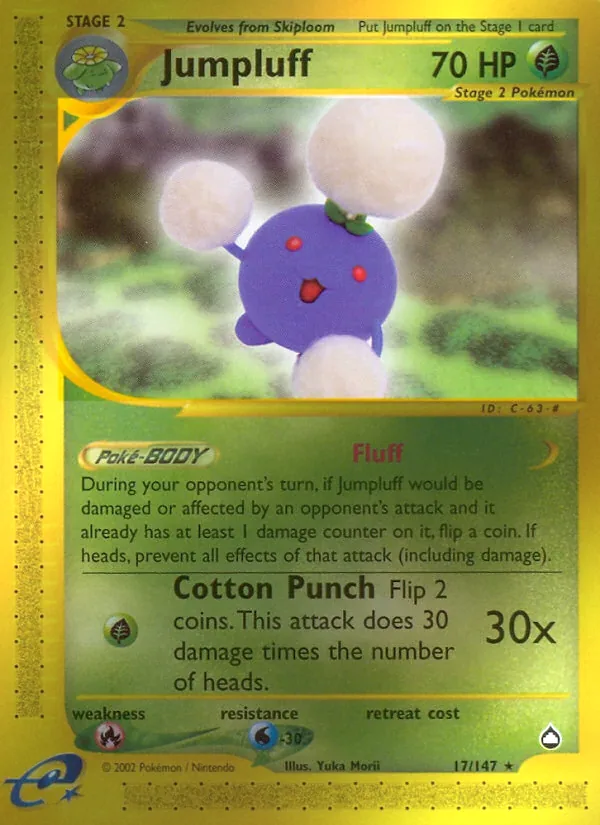 STAGE 2
Evolves from Skiploom
Put Jumpluff on the Stage 1 card
Jumpluff
70 HP
Stage 2 Pokémon
ID: C-63-#
Poké-BODY
Fluff
During your opponent's turn, if Jumpluff would be
damaged or affected by an opponent's attack and it
already has at least 1 damage counter on it, flip a coin. If
heads, prevent all effects of that attack (including damage).
Cotton Punch Flip 2
coins. This attack does 30
damage times the number
of heads.
30x
weakness
resistance
retreat cost
-30
© 2002 Pokémon / Nintendo
Illus. Yuka Morii
17/147 ★
e